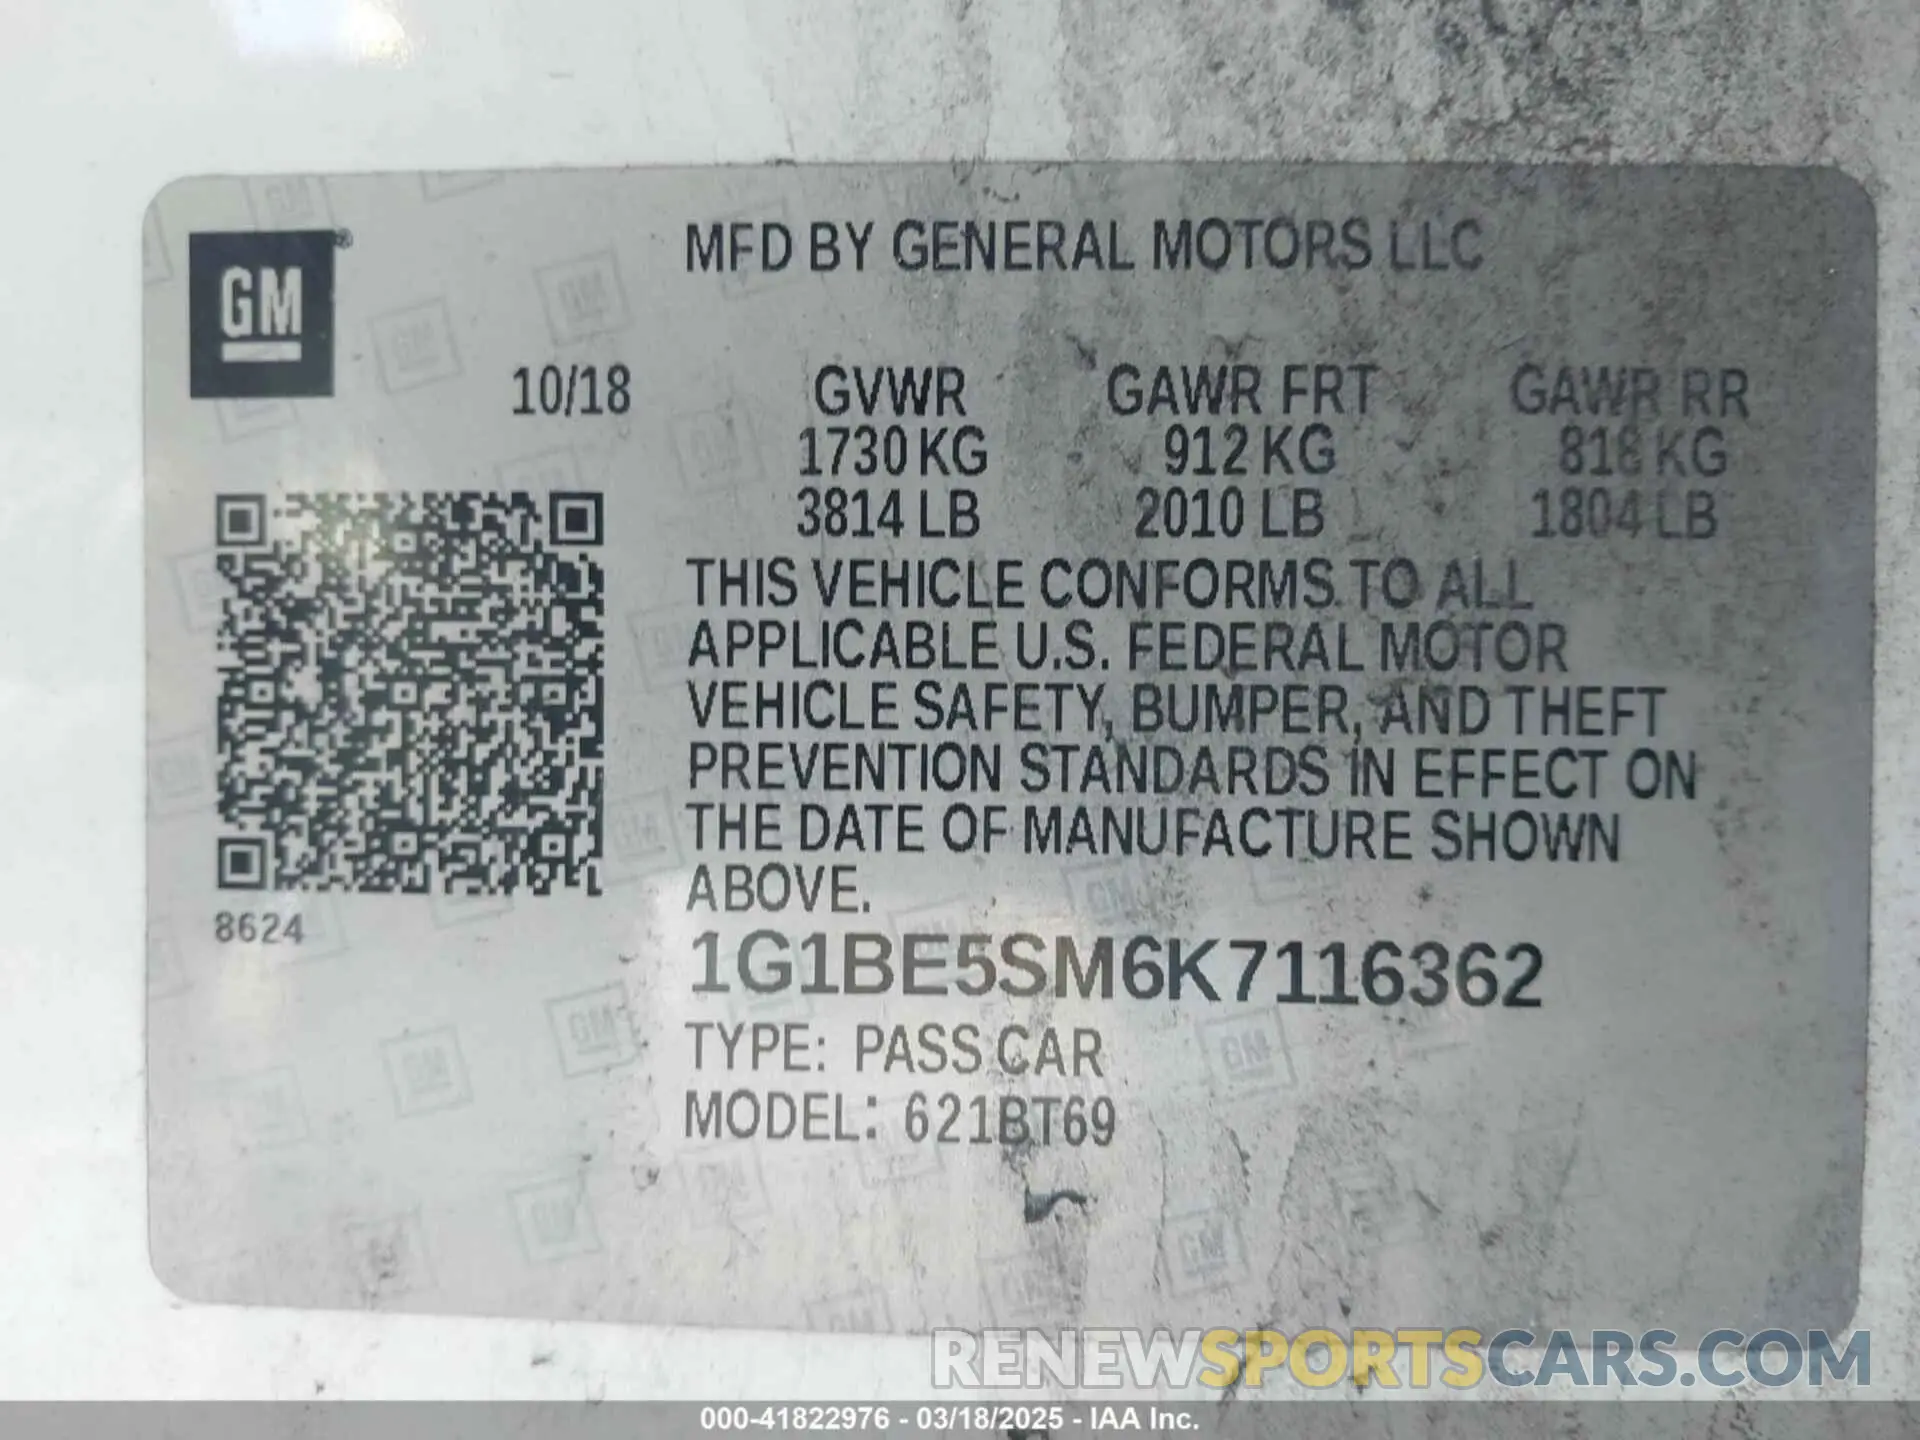 MFD BY GENERAL MOTORS LLC
GM®
10/18 GVWR GAWR FRT GAWR RR
1730 KG 912 KG 818 KG
3814 LB 2010 LB 1804 LB
THIS VEHICLE CONFORMS TO ALL
APPLICABLE U.S. FEDERAL MOTOR
VEHICLE SAFETY, BUMPER, AND THEFT
PREVENTION STANDARDS IN EFFECT ON
THE DATE OF MANUFACTURE SHOWN
ABOVE.
8624
1G1BE5SM6K7116362
TYPE: PASS CAR
MODEL: 621BT69
RENEWSPORTSCARS.COM
000-41822976 - 03/18/2025 - IAA Inc.